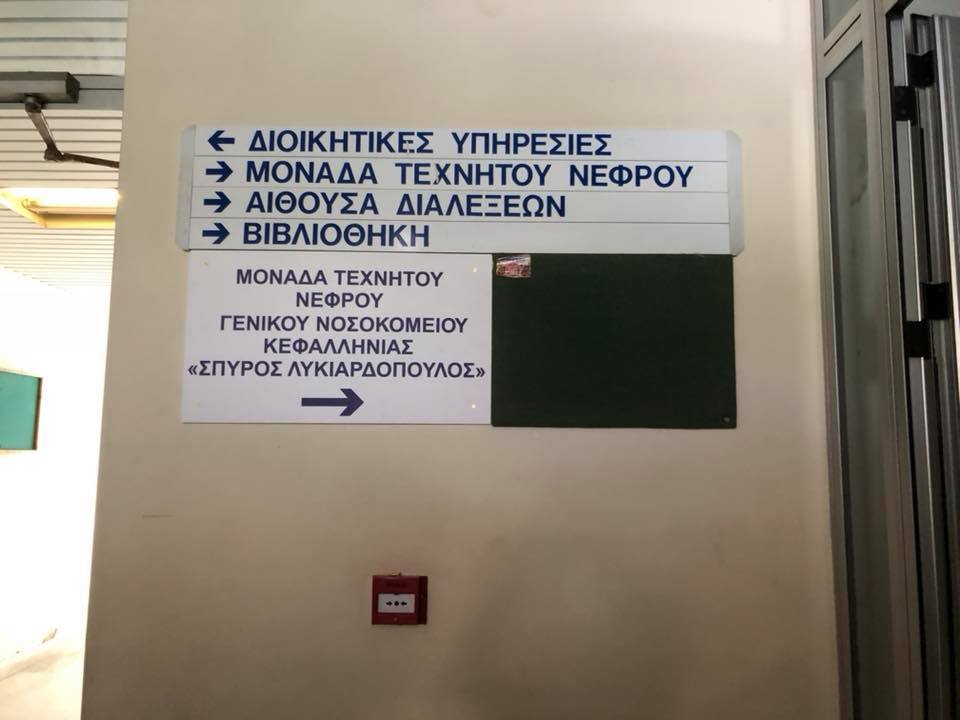 ← ΔΙΟΙΚΗΤΙΚΕΣ ΥΠΗΡΕΣΙΕΣ
→ ΜΟΝΑΔΑ ΤΕΧΝΗΤΟΥ ΝΕΦΡΟΥ
→ ΑΙΘΟΥΣΑ ΔΙΑΛΕΞΕΩΝ
→ ΒΙΒΛΙΟΘΗΚΗ
ΜΟΝΑΔΑ ΤΕΧΝΗΤΟΥ
ΝΕΦΡΟΥ
ΓΕΝΙΚΟΥ ΝΟΣΟΚΟΜΕΙΟΥ
ΚΕΦΑΛΛΗΝΙΑΣ
«ΣΠΥΡΟΣ ΛΥΚΙΑΡΔΟΠΟΥΛΟΣ»
→